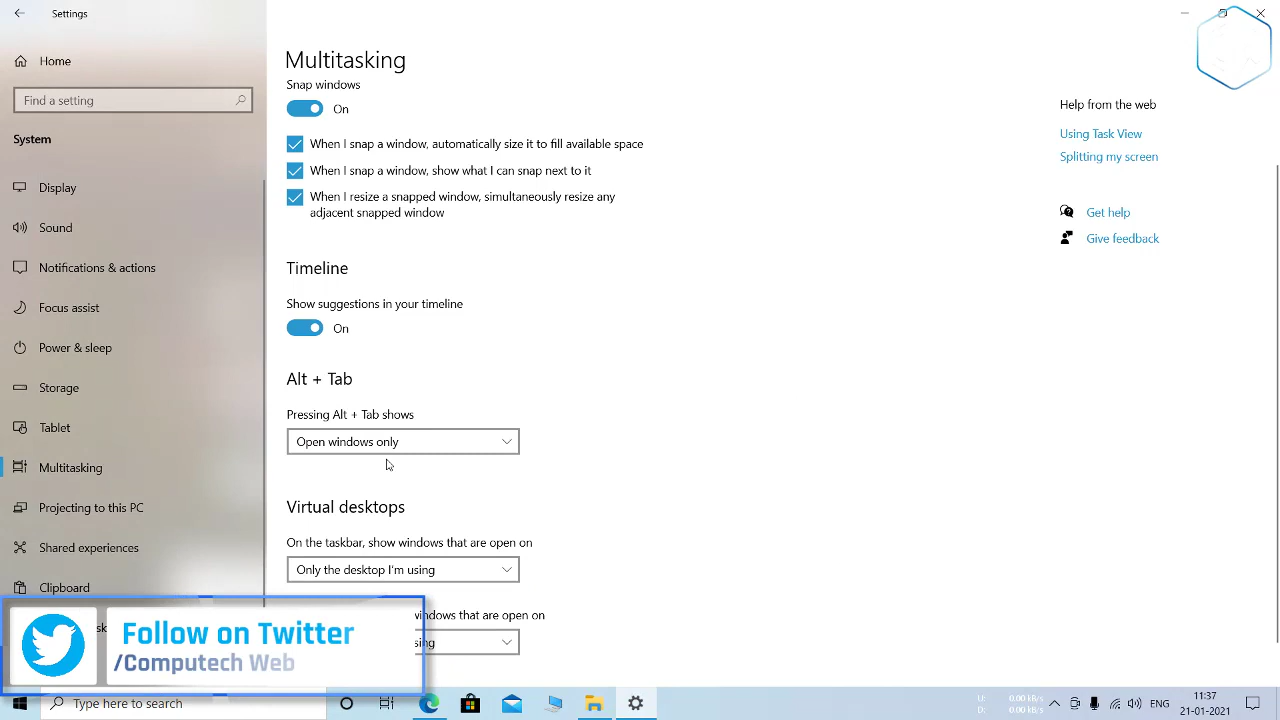 Settings
Home
Find a setting
System
Display
Sound
Notifications & actions
Focus assist
Power & sleep
Storage
Tablet
Multitasking
Projecting to this PC
Shared experiences
Clipboard
Multitasking
Snap windows
On
When I snap a window, automatically size it to fill available space
When I snap a window, show what I can snap next to it
When I resize a snapped window, simultaneously resize any
adjacent snapped window
Timeline
Show suggestions in your timeline
On
Alt + Tab
Pressing Alt + Tab shows
Open windows only
Virtual desktops
On the taskbar, show windows that are open on
Only the desktop I'm using
windows that are open on
Help from the web
Using Task View
Splitting my screen
Get help
Give feedback
Follow on Twitter
/Computech Web
Type here to search
U: 0.00 kB/s
D: 0.00 kB/s
ENG
11:37
21-01-2021